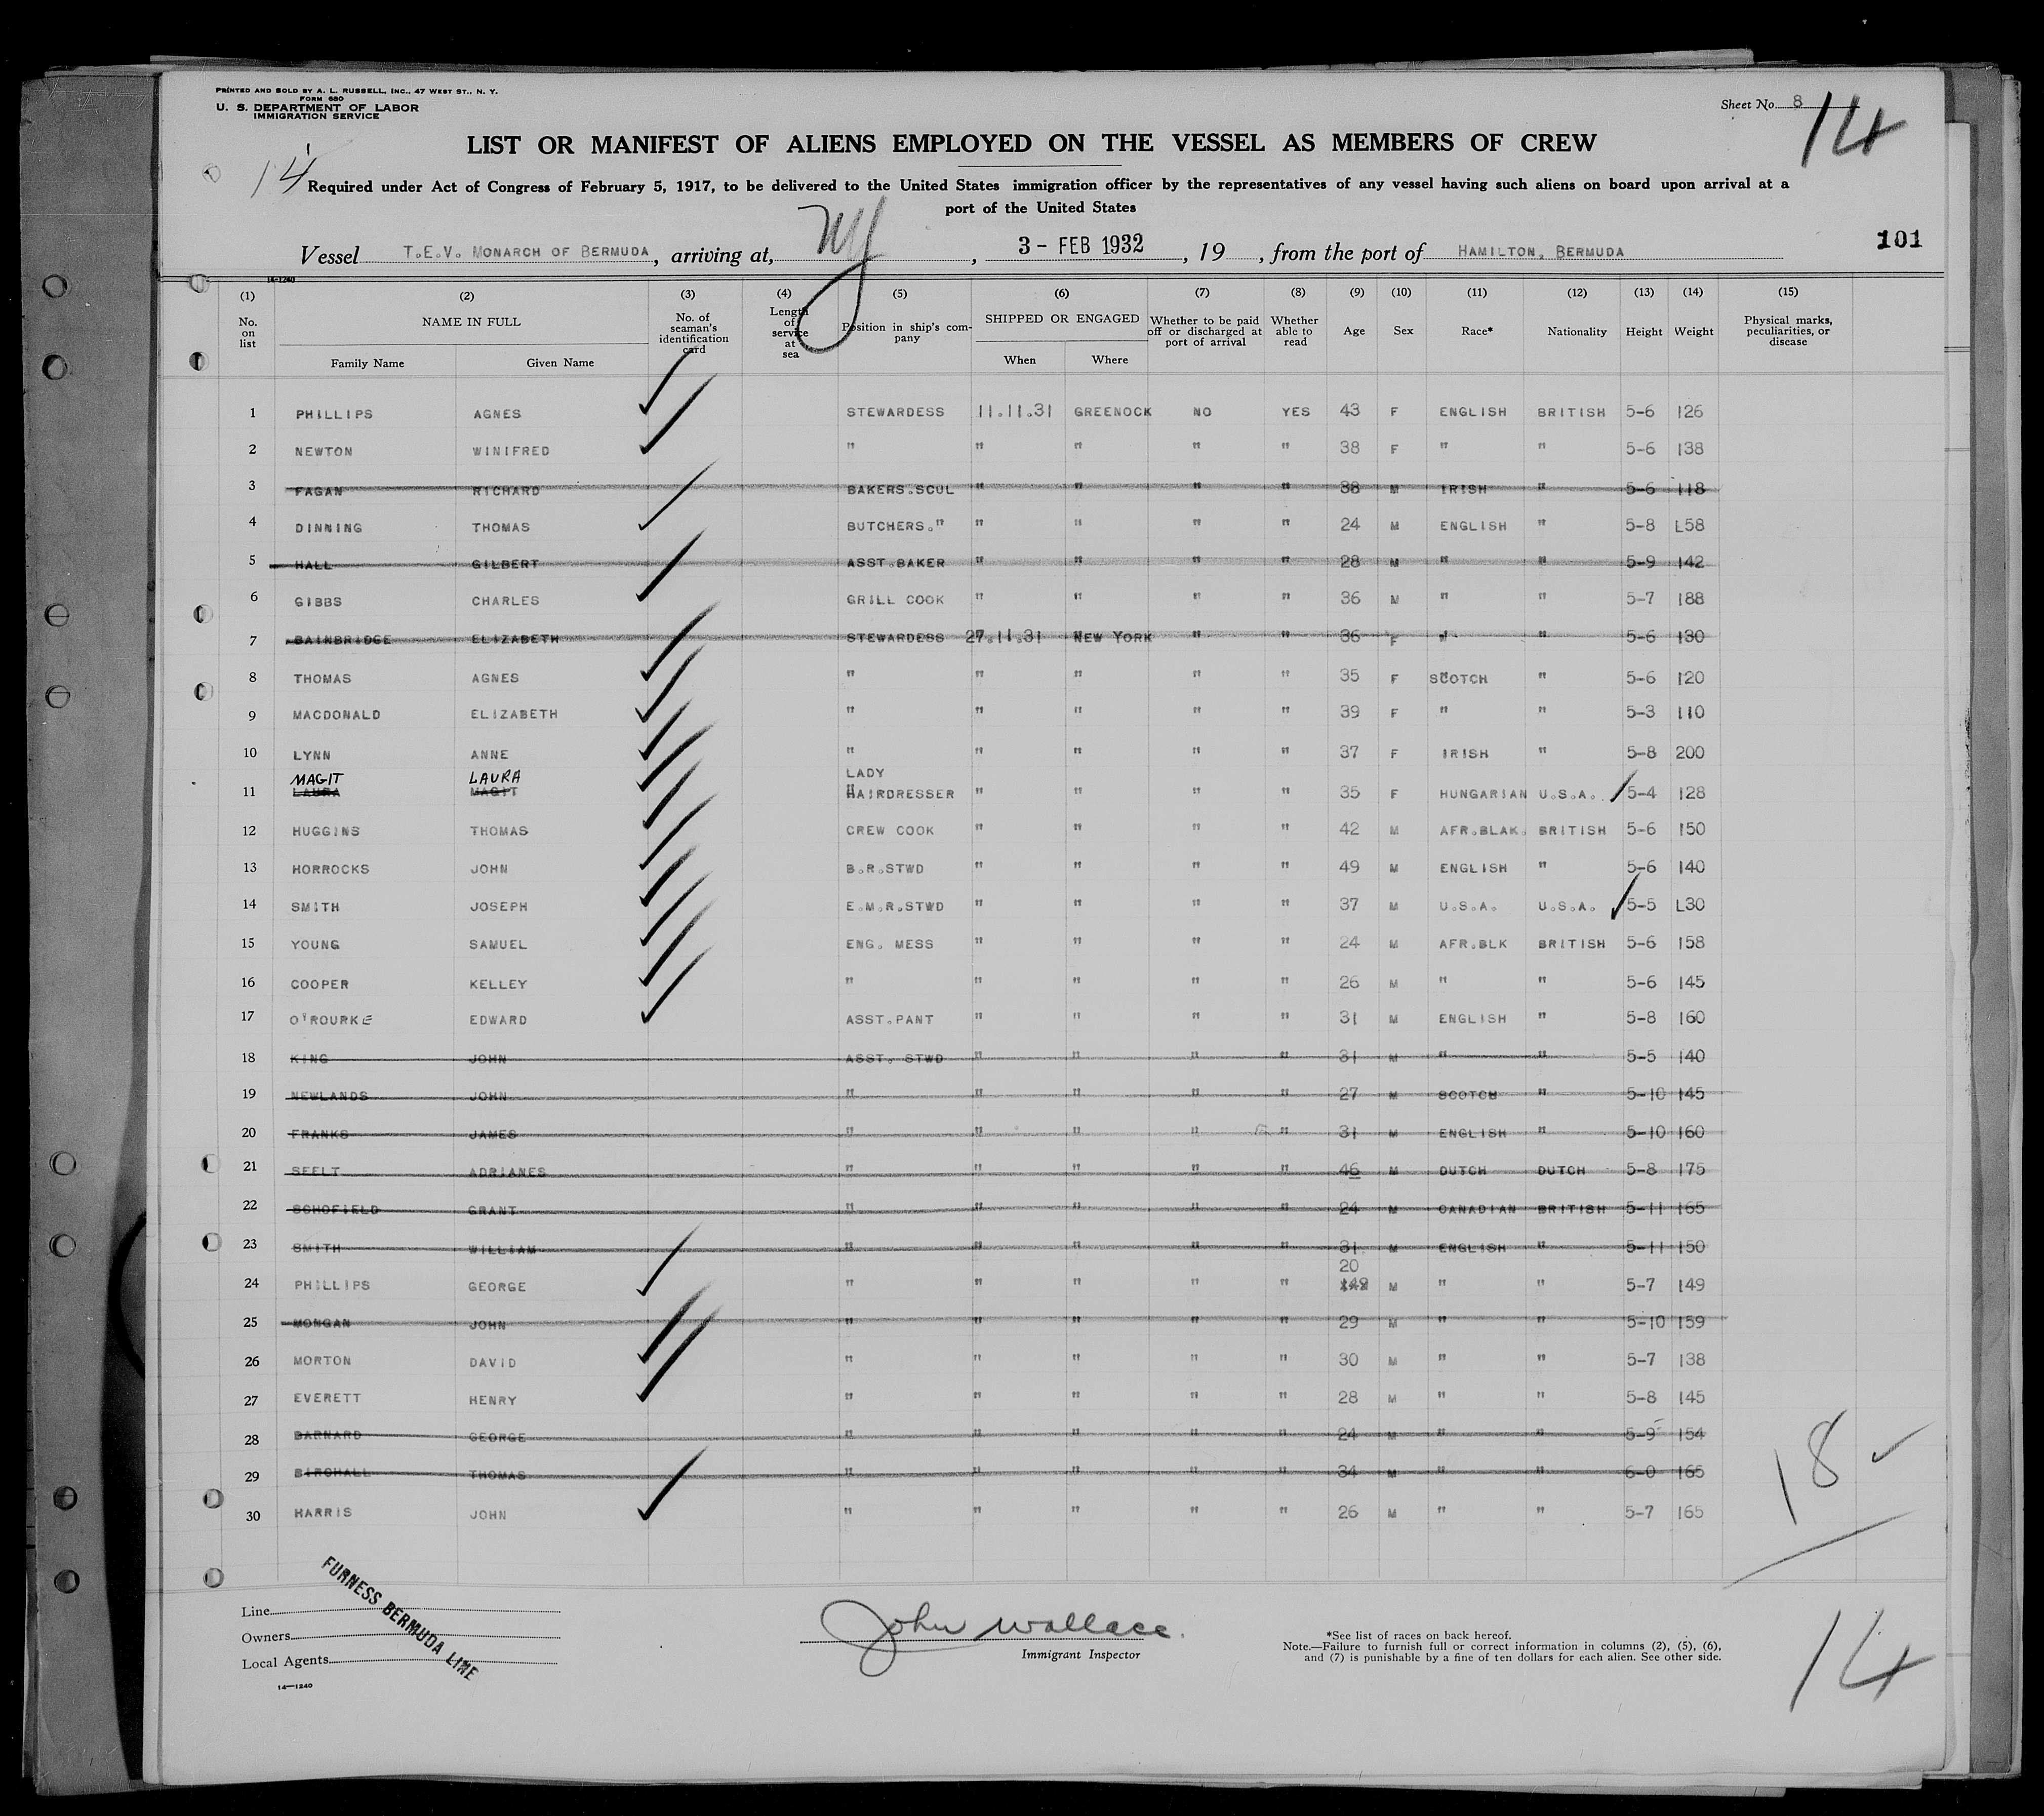 PRINTED AND SOLD BY A. L. RUSSELL, INC., 47 WEST ST., N. Y.
FORM 680
U. S. DEPARTMENT OF LABOR
IMMIGRATION SERVICE
Sheet No. 8
14
14
LIST OR MANIFEST OF ALIENS EMPLOYED ON THE VESSEL AS MEMBERS OF CREW
Required under Act of Congress of February 5, 1917, to be delivered to the United States immigration officer by the representatives of any vessel having such aliens on board upon arrival at a
port of the United States
Vessel T.E.V. MONARCH OF BERMUDA, arriving at, NY, 3 - FEB 1932, 19, from the port of HAMILTON, BERMUDA
101
14-1240
(1) (2) (3) (4) (5) (6) (7) (8) (9) (10) (11) (12) (13) (14) (15)
No. on list NAME IN FULL Family Name Given Name No. of seaman's identification card Length of service at sea Position in ship's company SHIPPED OR ENGAGED When Where Whether to be paid off or discharged at port of arrival Whether able to read Age Sex Race* Nationality Height Weight Physical marks, peculiarities, or disease
1 PHILLIPS AGNES STEWARDESS 11.11.31 GREENOCK NO YES 43 F ENGLISH BRITISH 5-6 126
2 NEWTON WINIFRED " " " " " 38 F " " 5-6 138
3 FAGAN RICHARD BAKERS.SCUL " " " " 38 M IRISH " 5-6 118
4 DINNING THOMAS BUTCHERS." " " " " 24 M ENGLISH " 5-8 L58
5 HALL GILBERT ASST.BAKER " " " " 28 M " " 5-9 142
6 GIBBS CHARLES GRILL COOK " " " " 36 M " " 5-7 188
7 BAINBRIDGE ELIZABETH STEWARDESS 27.11.31 NEW YORK " " 36 F " " 5-6 130
8 THOMAS AGNES " " " " " 35 F SCOTCH " 5-6 120
9 MACDONALD ELIZABETH " " " " " 39 F " " 5-3 110
10 LYNN ANNE " " " " " 37 F IRISH " 5-8 200
MAGIT LAURA LADY
11 LAURA MAGIT HAIRDRESSER " " " " 35 F HUNGARIAN U.S.A. 5-4 128
12 HUGGINS THOMAS CREW COOK " " " " 42 M AFR.BLAK. BRITISH 5-6 150
13 HORROCKS JOHN B.R.STWD " " " " 49 M ENGLISH " 5-6 140
14 SMITH JOSEPH E.M.R.STWD " " " " 37 M U.S.A. U.S.A. 5-5 L30
15 YOUNG SAMUEL ENG. MESS " " " " 24 M AFR.BLK BRITISH 5-6 158
16 COOPER KELLEY " " " " " 26 M " " 5-6 145
17 O'ROURKE EDWARD ASST.PANT " " " " 31 M ENGLISH " 5-8 160
18 KING JOHN ASST. STWD " " " " 31 M " " 5-5 140
19 NEWLANDS JOHN " " " " " 27 M SCOTCH " 5-10 145
20 FRANKS JAMES " " " " " 31 M ENGLISH " 5-10 160
21 SEELT ADRIANES " " " " " 46 M DUTCH DUTCH 5-8 175
22 SCHOFIELD GRANT " " " " " 24 M CANADIAN BRITISH 5-11 165
23 SMITH WILLIAM " " " " " 31 M ENGLISH " 5-11 150
20
24 PHILLIPS GEORGE " " " " " 149 M " " 5-7 149
25 MONGAN JOHN " " " " " 29 M " " 5-10 159
26 MORTON DAVID " " " " " 30 M " " 5-7 138
27 EVERETT HENRY " " " " " 28 M " " 5-8 145
28 BARNARD GEORGE " " " " " 24 M " " 5-9 154
29 BIRCHALL THOMAS " " " " " 34 M " " 6-0 165
30 HARRIS JOHN " " " " " 26 M " " 5-7 165
18
Line
Owners
Local Agents
FURNESS BERMUDA LINE
14-1240
John Wallace.
Immigrant Inspector
*See list of races on back hereof.
Note.—Failure to furnish full or correct information in columns (2), (5), (6),
and (7) is punishable by a fine of ten dollars for each alien. See other side.
14